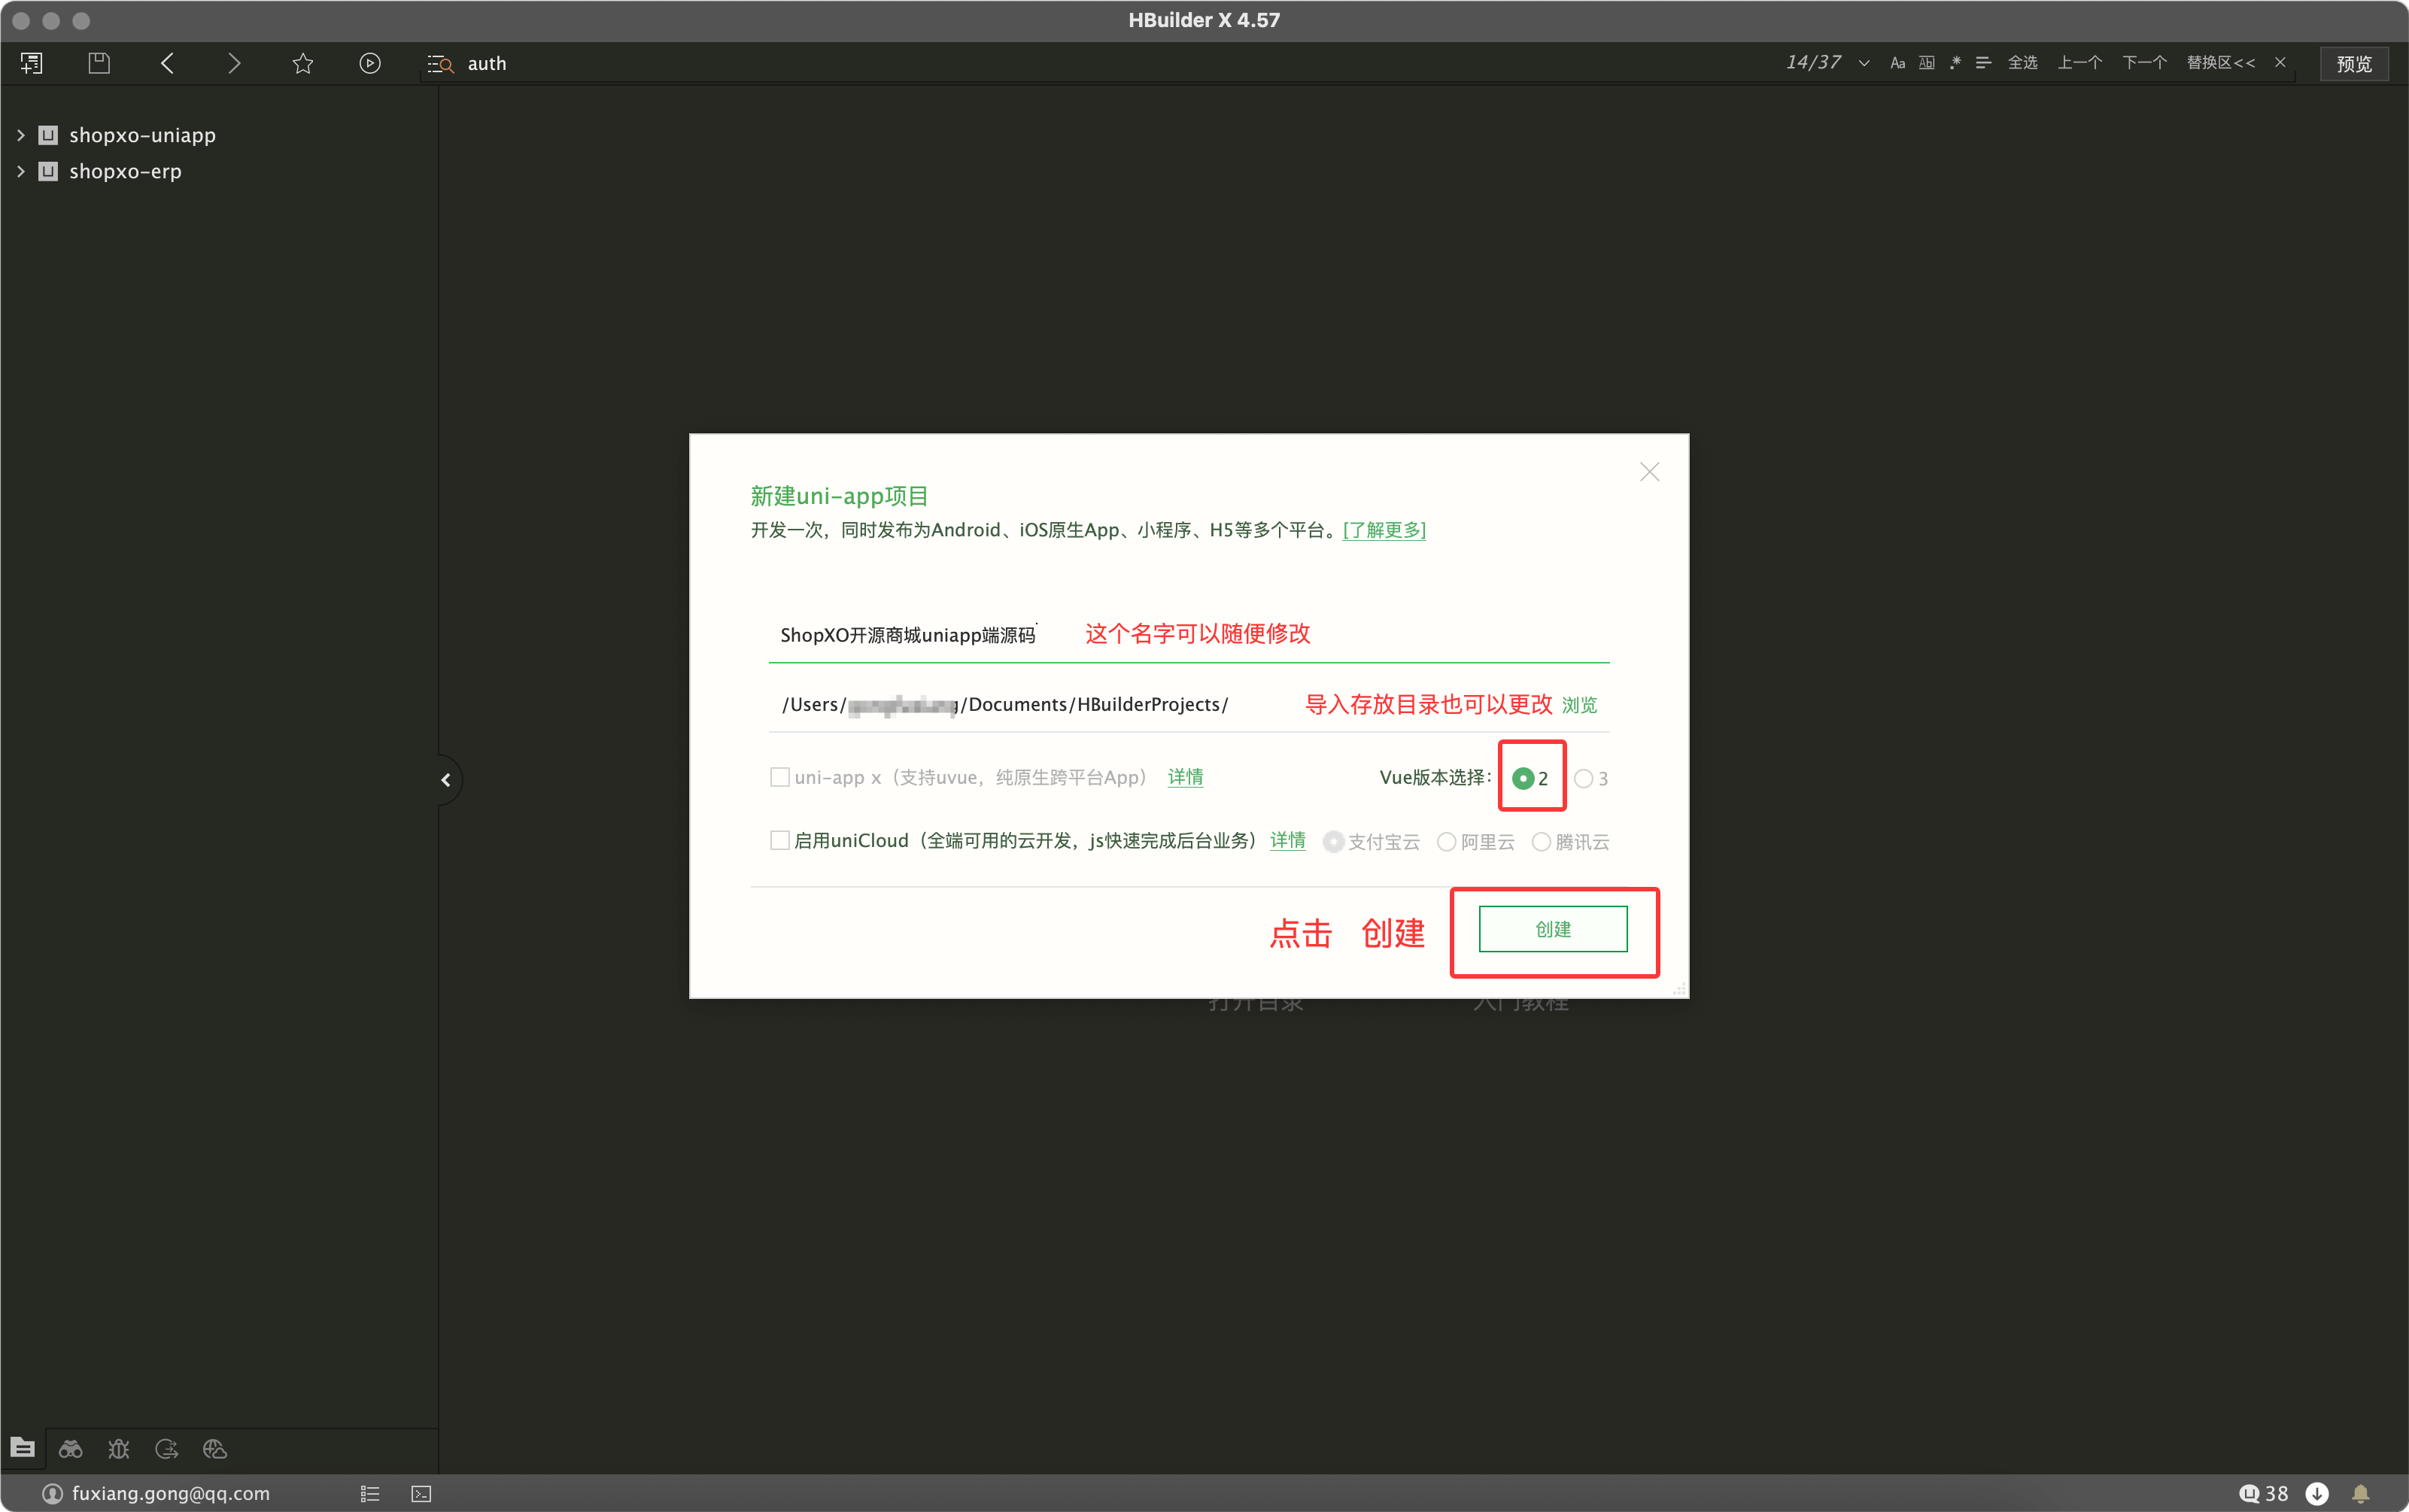 HBuilder X 4.57
auth
14/37
Aa
Ab
.*
全选
上一个
下一个
替换区<<
预览
shopxo-uniapp
shopxo-erp
新建uni-app项目
开发一次，同时发布为Android、iOS原生App、小程序、H5等多个平台。[了解更多]
ShopXO开源商城uniapp端源码
这个名字可以随便修改
/Users/
/Documents/HBuilderProjects/
导入存放目录也可以更改
浏览
uni-app x（支持uvue，纯原生跨平台App） 详情
Vue版本选择： 2 3
启用uniCloud（全端可用的云开发，js快速完成后台业务） 详情 支付宝云 阿里云 腾讯云
点击 创建
创建
打开目录
入门教程
fuxiang.gong@qq.com
38